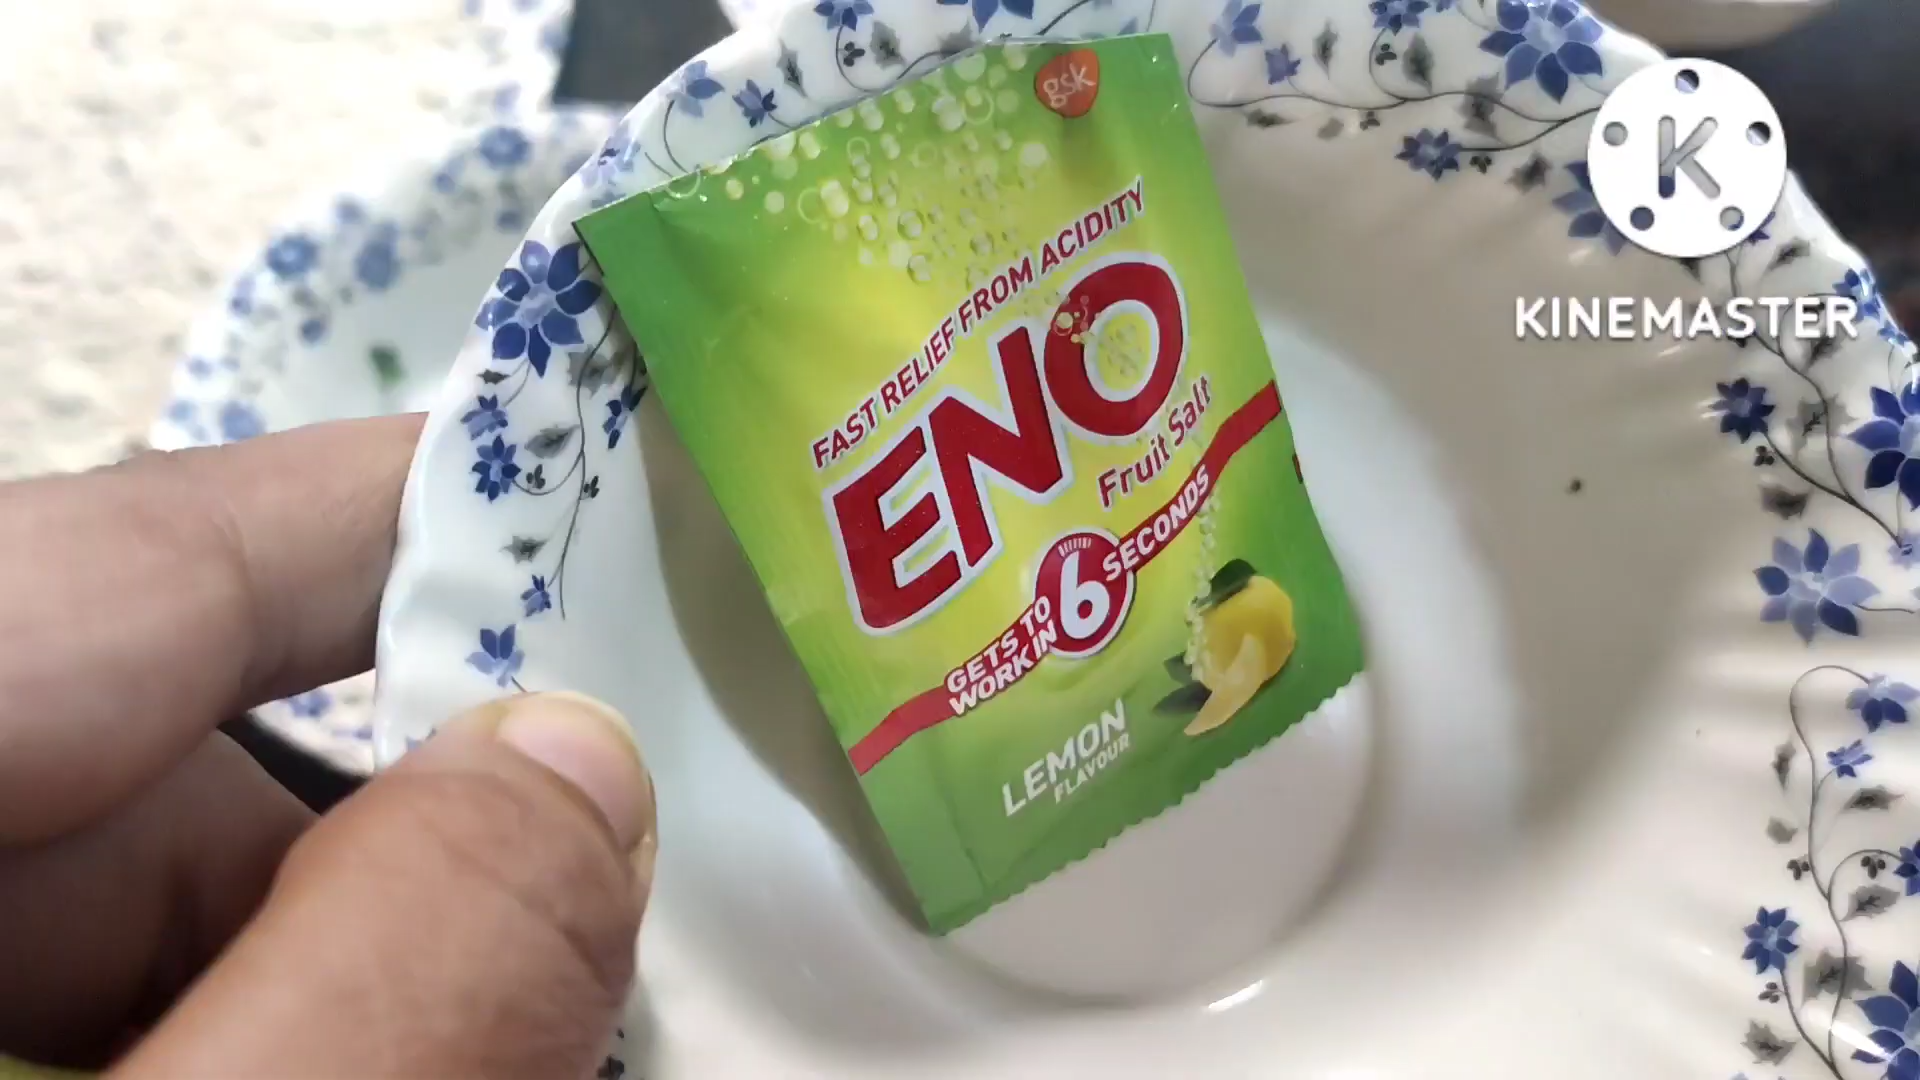 gsk
FAST RELIEF FROM ACIDITY
ENO
Fruit Salt
GETS TO
WORK IN
6
SECONDS
LEMON
FLAVOUR
K
KINEMASTER